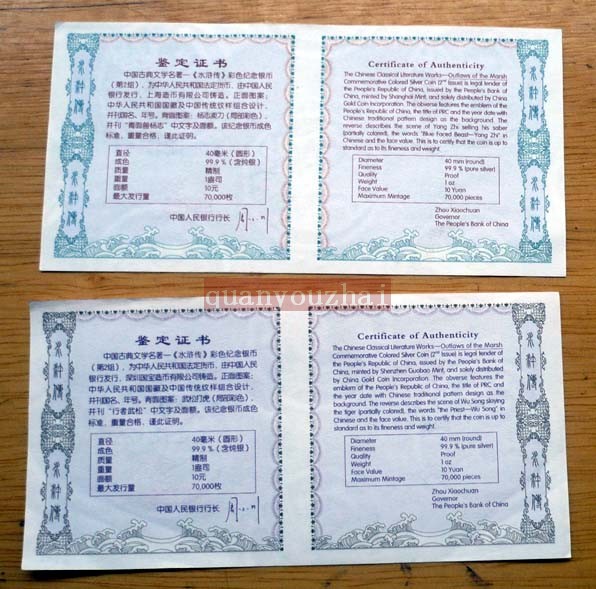 鉴定证书
中国古典文学名著-《水浒传》彩色纪念银币
(第2组),为中华人民共和国法定货币,由中国人民
银行发行,上海造币有限公司铸造。正面图案:
中华人民共和国国徽及中国传统纹样组合设计,
并刊国名、年号。背面图案:杨志卖刀(局部彩色),
并刊“青面兽杨志”中文字及面额。该纪念银币成色
标准、重量合格,谨此证明。
直径 40毫米(圆形)
成色 99.9%(含纯银)
质量 精制
重量 1盎司
面额 10元
最大发行量 70,000枚
中国人民银行行长
水浒传
Certificate of Authenticity
The Chinese Classical Literature Works—Outlaws of the Marsh
Commemorative Colored Silver Coin (2nd Issue) is legal tender of
the People's Republic of China, issued by the People's Bank of
China, minted by Shanghai Mint, and solely distributed by China
Gold Coin Incorporation. The obverse features the emblem of the
People's Republic of China, the title of PRC and the year date with
Chinese traditional pattern design as the background. The
reverse describes the scene of Yang Zhi selling his saber
(partially colored), the words "Blue Faced Beast—Yang Zhi" in
Chinese and the face value. This is to certify that the coin is up to
standard as to its fineness and weight.
Diameter 40 mm (round)
Fineness 99.9% (pure silver)
Quality Proof
Weight 1 oz
Face Value 10 Yuan
Maximum Mintage 70,000 pieces
Zhou Xiaochuan
Governor
The People's Bank of China
水浒传
quanyouzhai
鉴定证书
中国古典文学名著-《水浒传》彩色纪念银币
(第2组),为中华人民共和国法定货币,由中国人民
银行发行,深圳国宝造币有限公司铸造。正面图案:
中华人民共和国国徽及中国传统纹样组合设计,
并刊国名、年号。背面图案:武松打虎(局部彩色),
并刊“行者武松”中文字及面额。该纪念银币成色
标准、重量合格,谨此证明。
直径 40毫米(圆形)
成色 99.9%(含纯银)
质量 精制
重量 1盎司
面额 10元
最大发行量 70,000枚
中国人民银行行长
水浒传
Certificate of Authenticity
The Chinese Classical Literature Works—Outlaws of the Marsh
Commemorative Colored Silver Coin (2nd Issue) is legal tender of
the People's Republic of China, issued by the People's Bank of
China, minted by Shenzhen Guobao Mint, and solely distributed
by China Gold Coin Incorporation. The obverse features the
emblem of the People's Republic of China, the title of PRC and
the year date with Chinese traditional pattern design as the
background. The reverse describes the scene of Wu Song slaying
the tiger (partially colored), the words "the Priest—Wu Song" in
Chinese and the face value. This is to certify that the coin is up to
standard as to its fineness and weight.
Diameter 40 mm (round)
Fineness 99.9% (pure silver)
Quality Proof
Weight 1 oz
Face Value 10 Yuan
Maximum Mintage 70,000 pieces
Zhou Xiaochuan
Governor
The People's Bank of China
水浒传